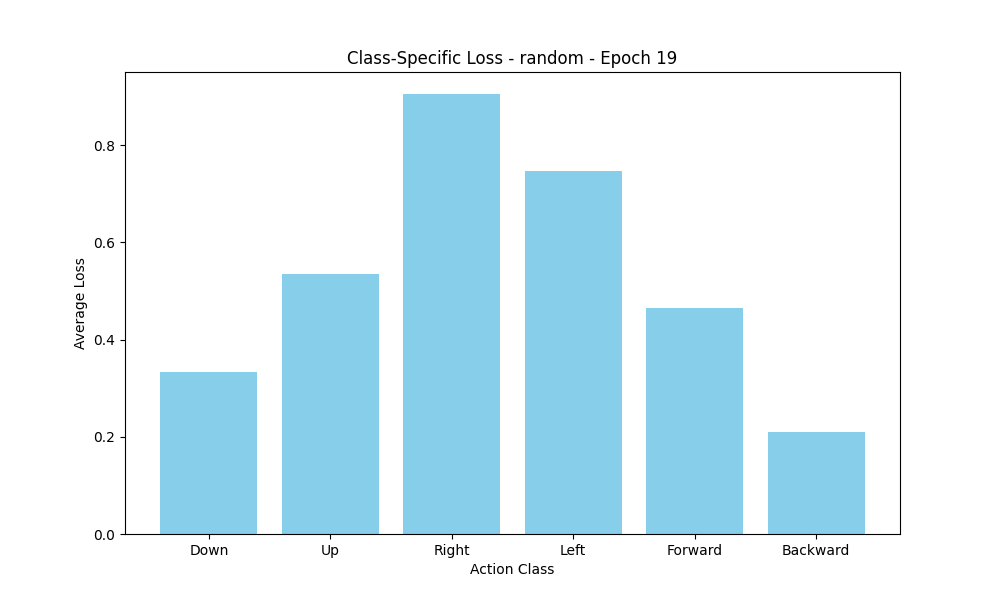 Class-Specific Loss - random - Epoch 19
Average Loss
0.8
0.6
0.4
0.2
0.0
Down Up Right Left Forward Backward
Action Class